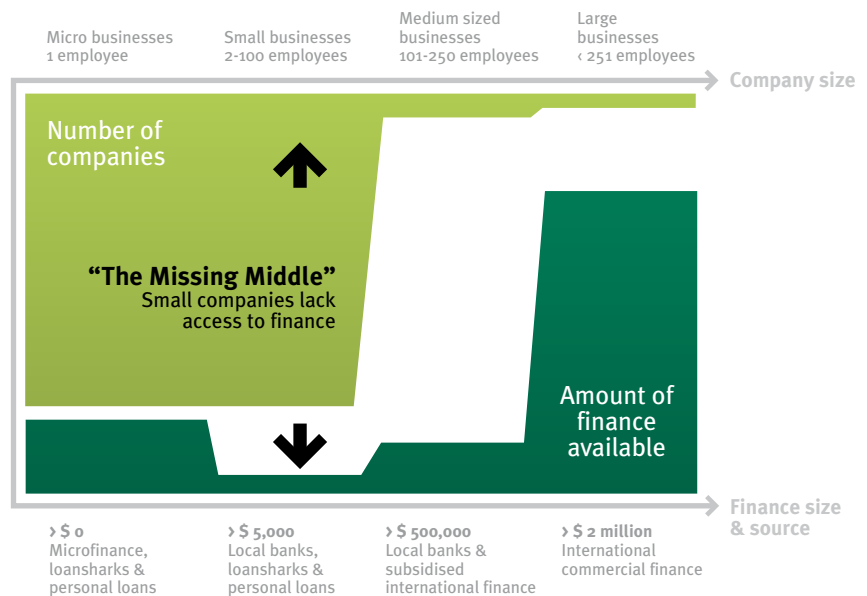 Micro businesses
1 employee
Small businesses
2-100 employees
Medium sized
businesses
101-250 employees
Large
businesses
‹ 251 employees
Company size
Number of
companies
“The Missing Middle”
Small companies lack
access to finance
Amount of
finance
available
Finance size
& source
› $ 0
Microfinance,
loansharks &
personal loans
› $ 5,000
Local banks,
loansharks &
personal loans
› $ 500,000
Local banks &
subsidised
international finance
› $ 2 million
International
commercial finance